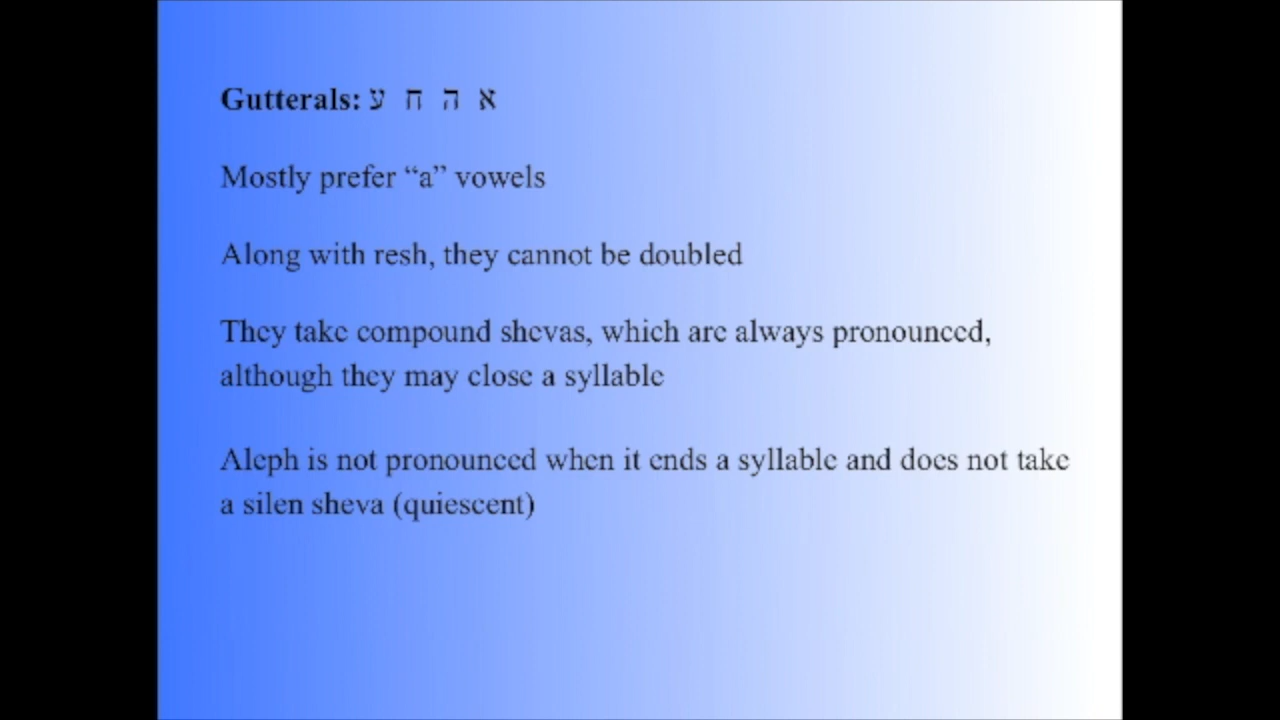 Gutterals: א ה ח ע
Mostly prefer “a” vowels
Along with resh, they cannot be doubled
They take compound shevas, which are always pronounced,
although they may close a syllable
Aleph is not pronounced when it ends a syllable and does not take
a silen sheva (quiescent)